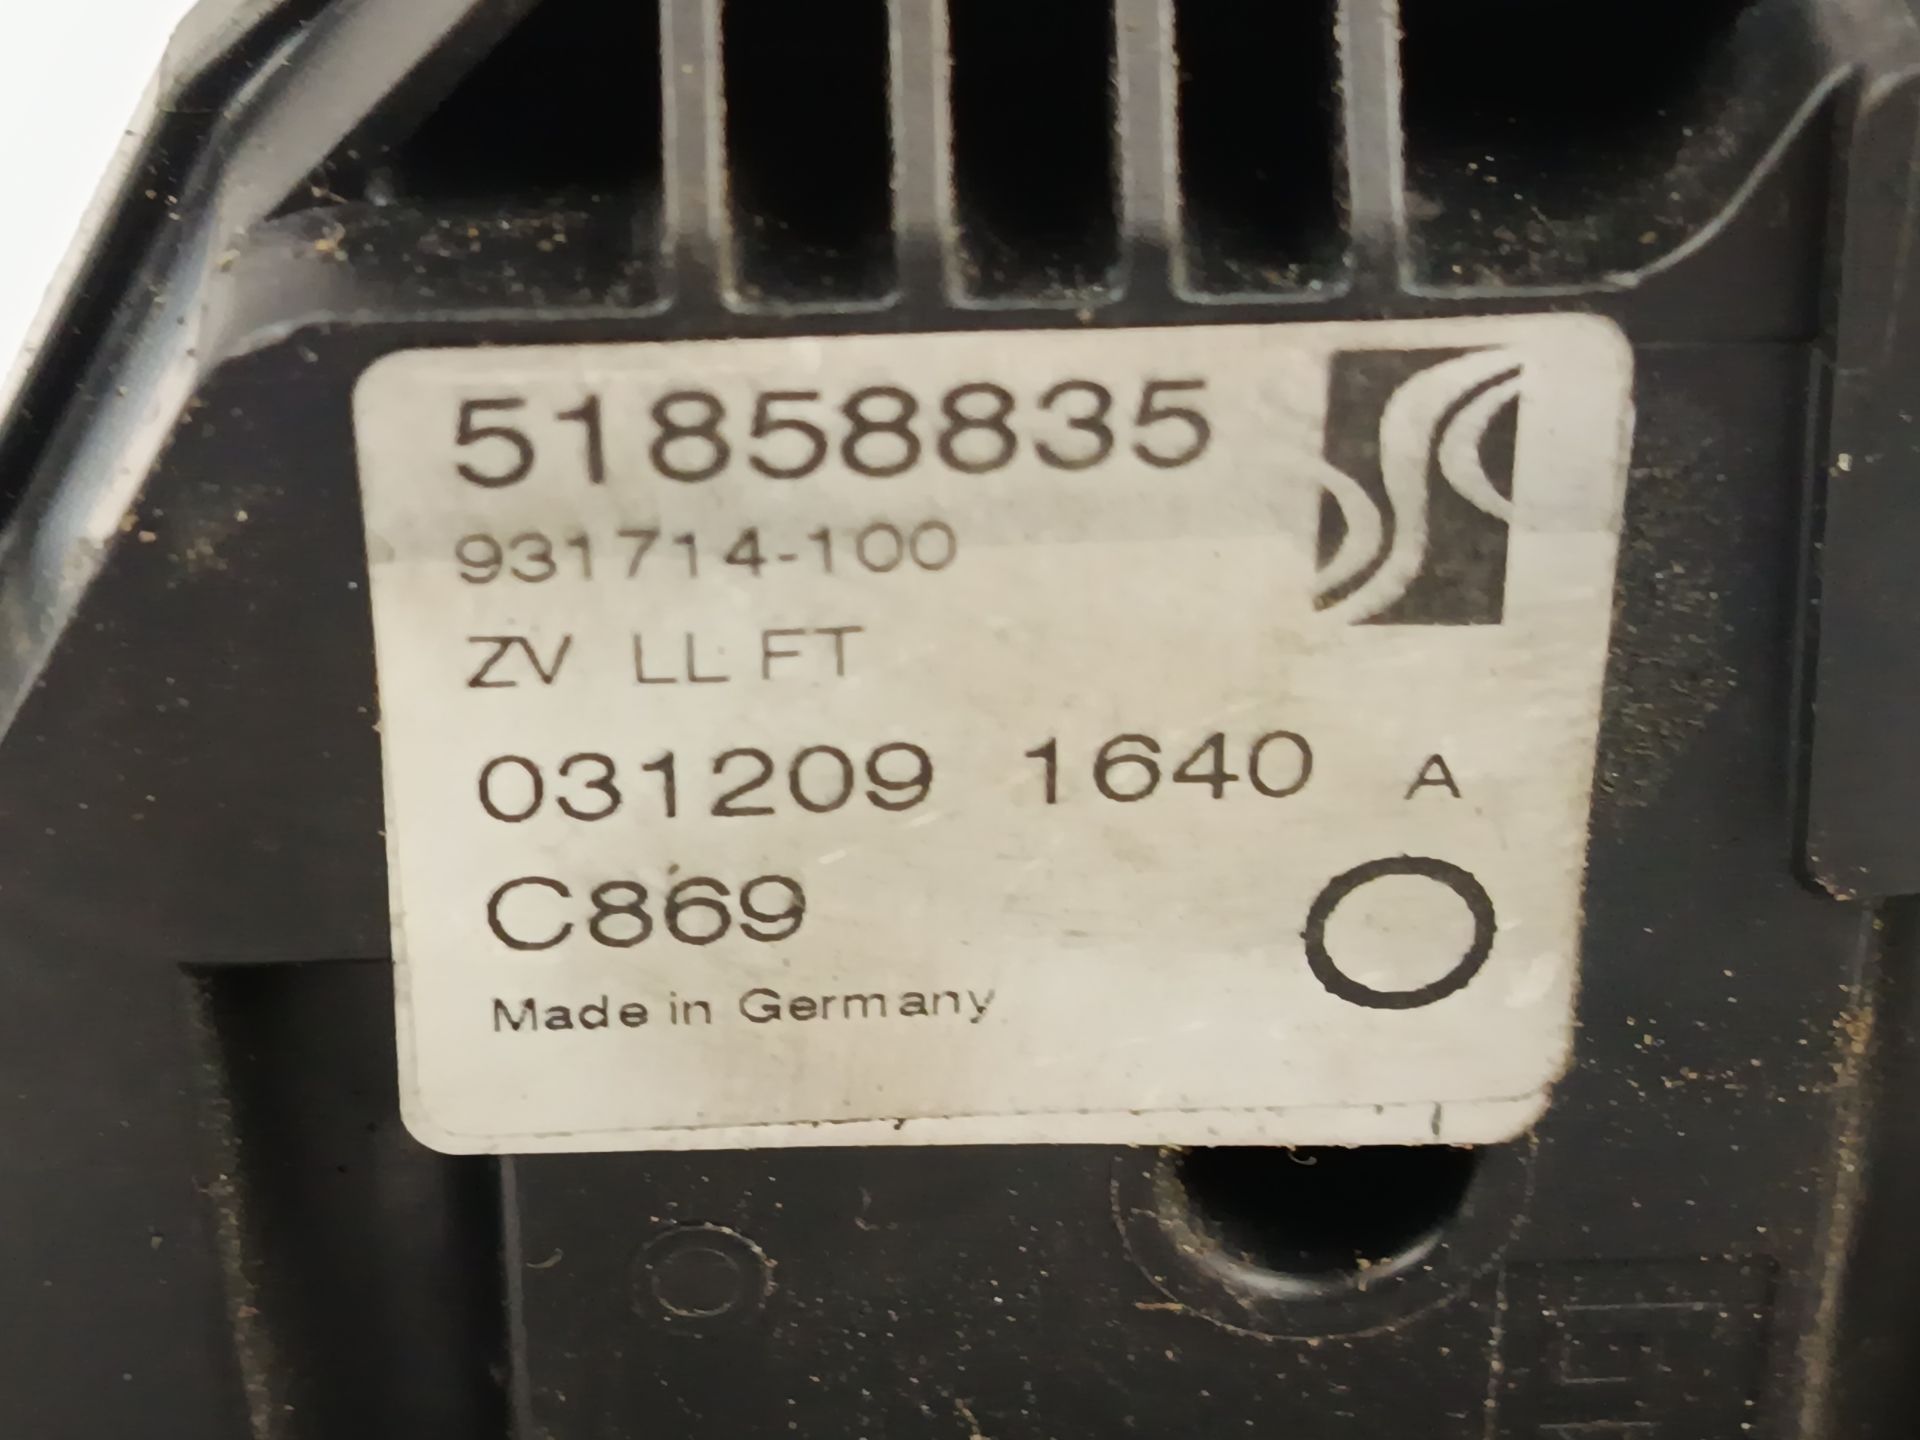 51858835
931714-100
ZV LL FT
031209 1640 A
C869
Made in Germany